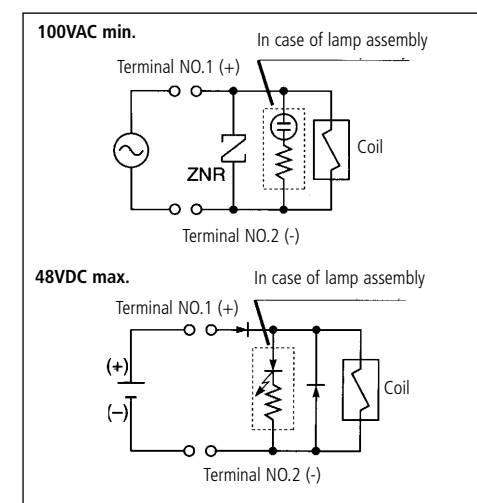 100VAC min.
In case of lamp assembly
Terminal NO.1 (+)
ZNR
Coil
Terminal NO.2 (-)
48VDC max.
In case of lamp assembly
Terminal NO.1 (+)
(+)
(−)
Coil
Terminal NO.2 (-)